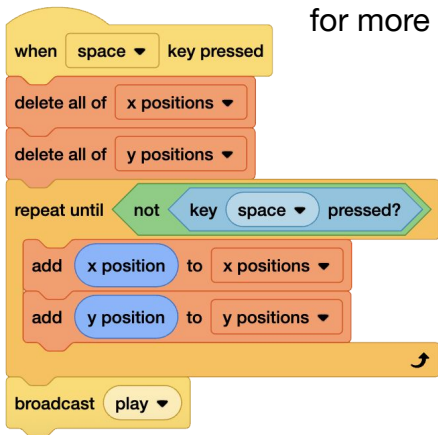 for more
when space key pressed
delete all of x positions
delete all of y positions
repeat until not key space pressed?
add x position to x positions
add y position to y positions
broadcast play